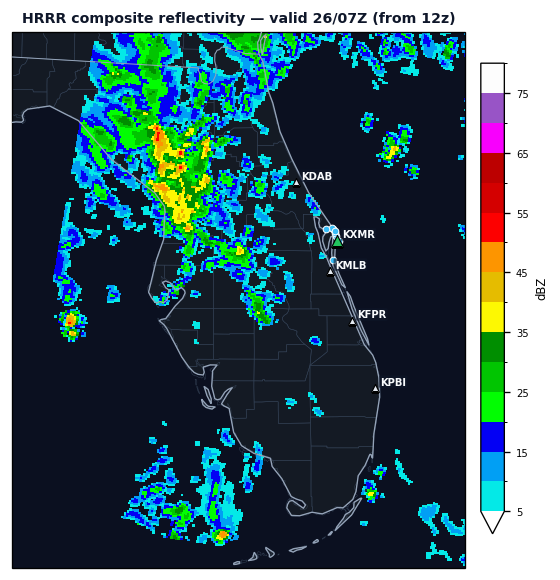 HRRR composite reflectivity — valid 26/07Z (from 12z)
KDAB
KXMR
KMLB
KFPR
KPBI
75
65
55
45
35
25
15
5
dBZ